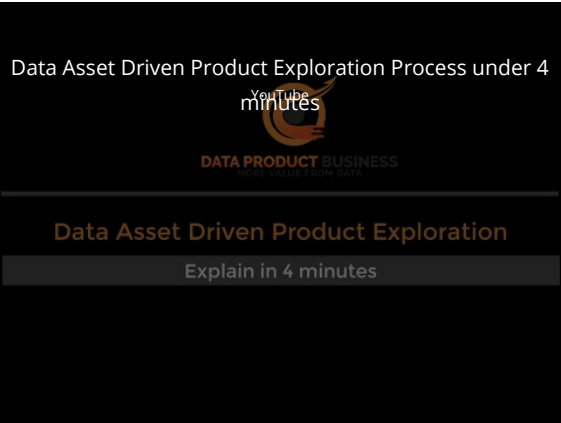 Data Asset Driven Product Exploration Process under 4
minutes
YouTube
DATA PRODUCT BUSINESS
MORE VALUE FROM DATA
Data Asset Driven Product Exploration
Explain in 4 minutes